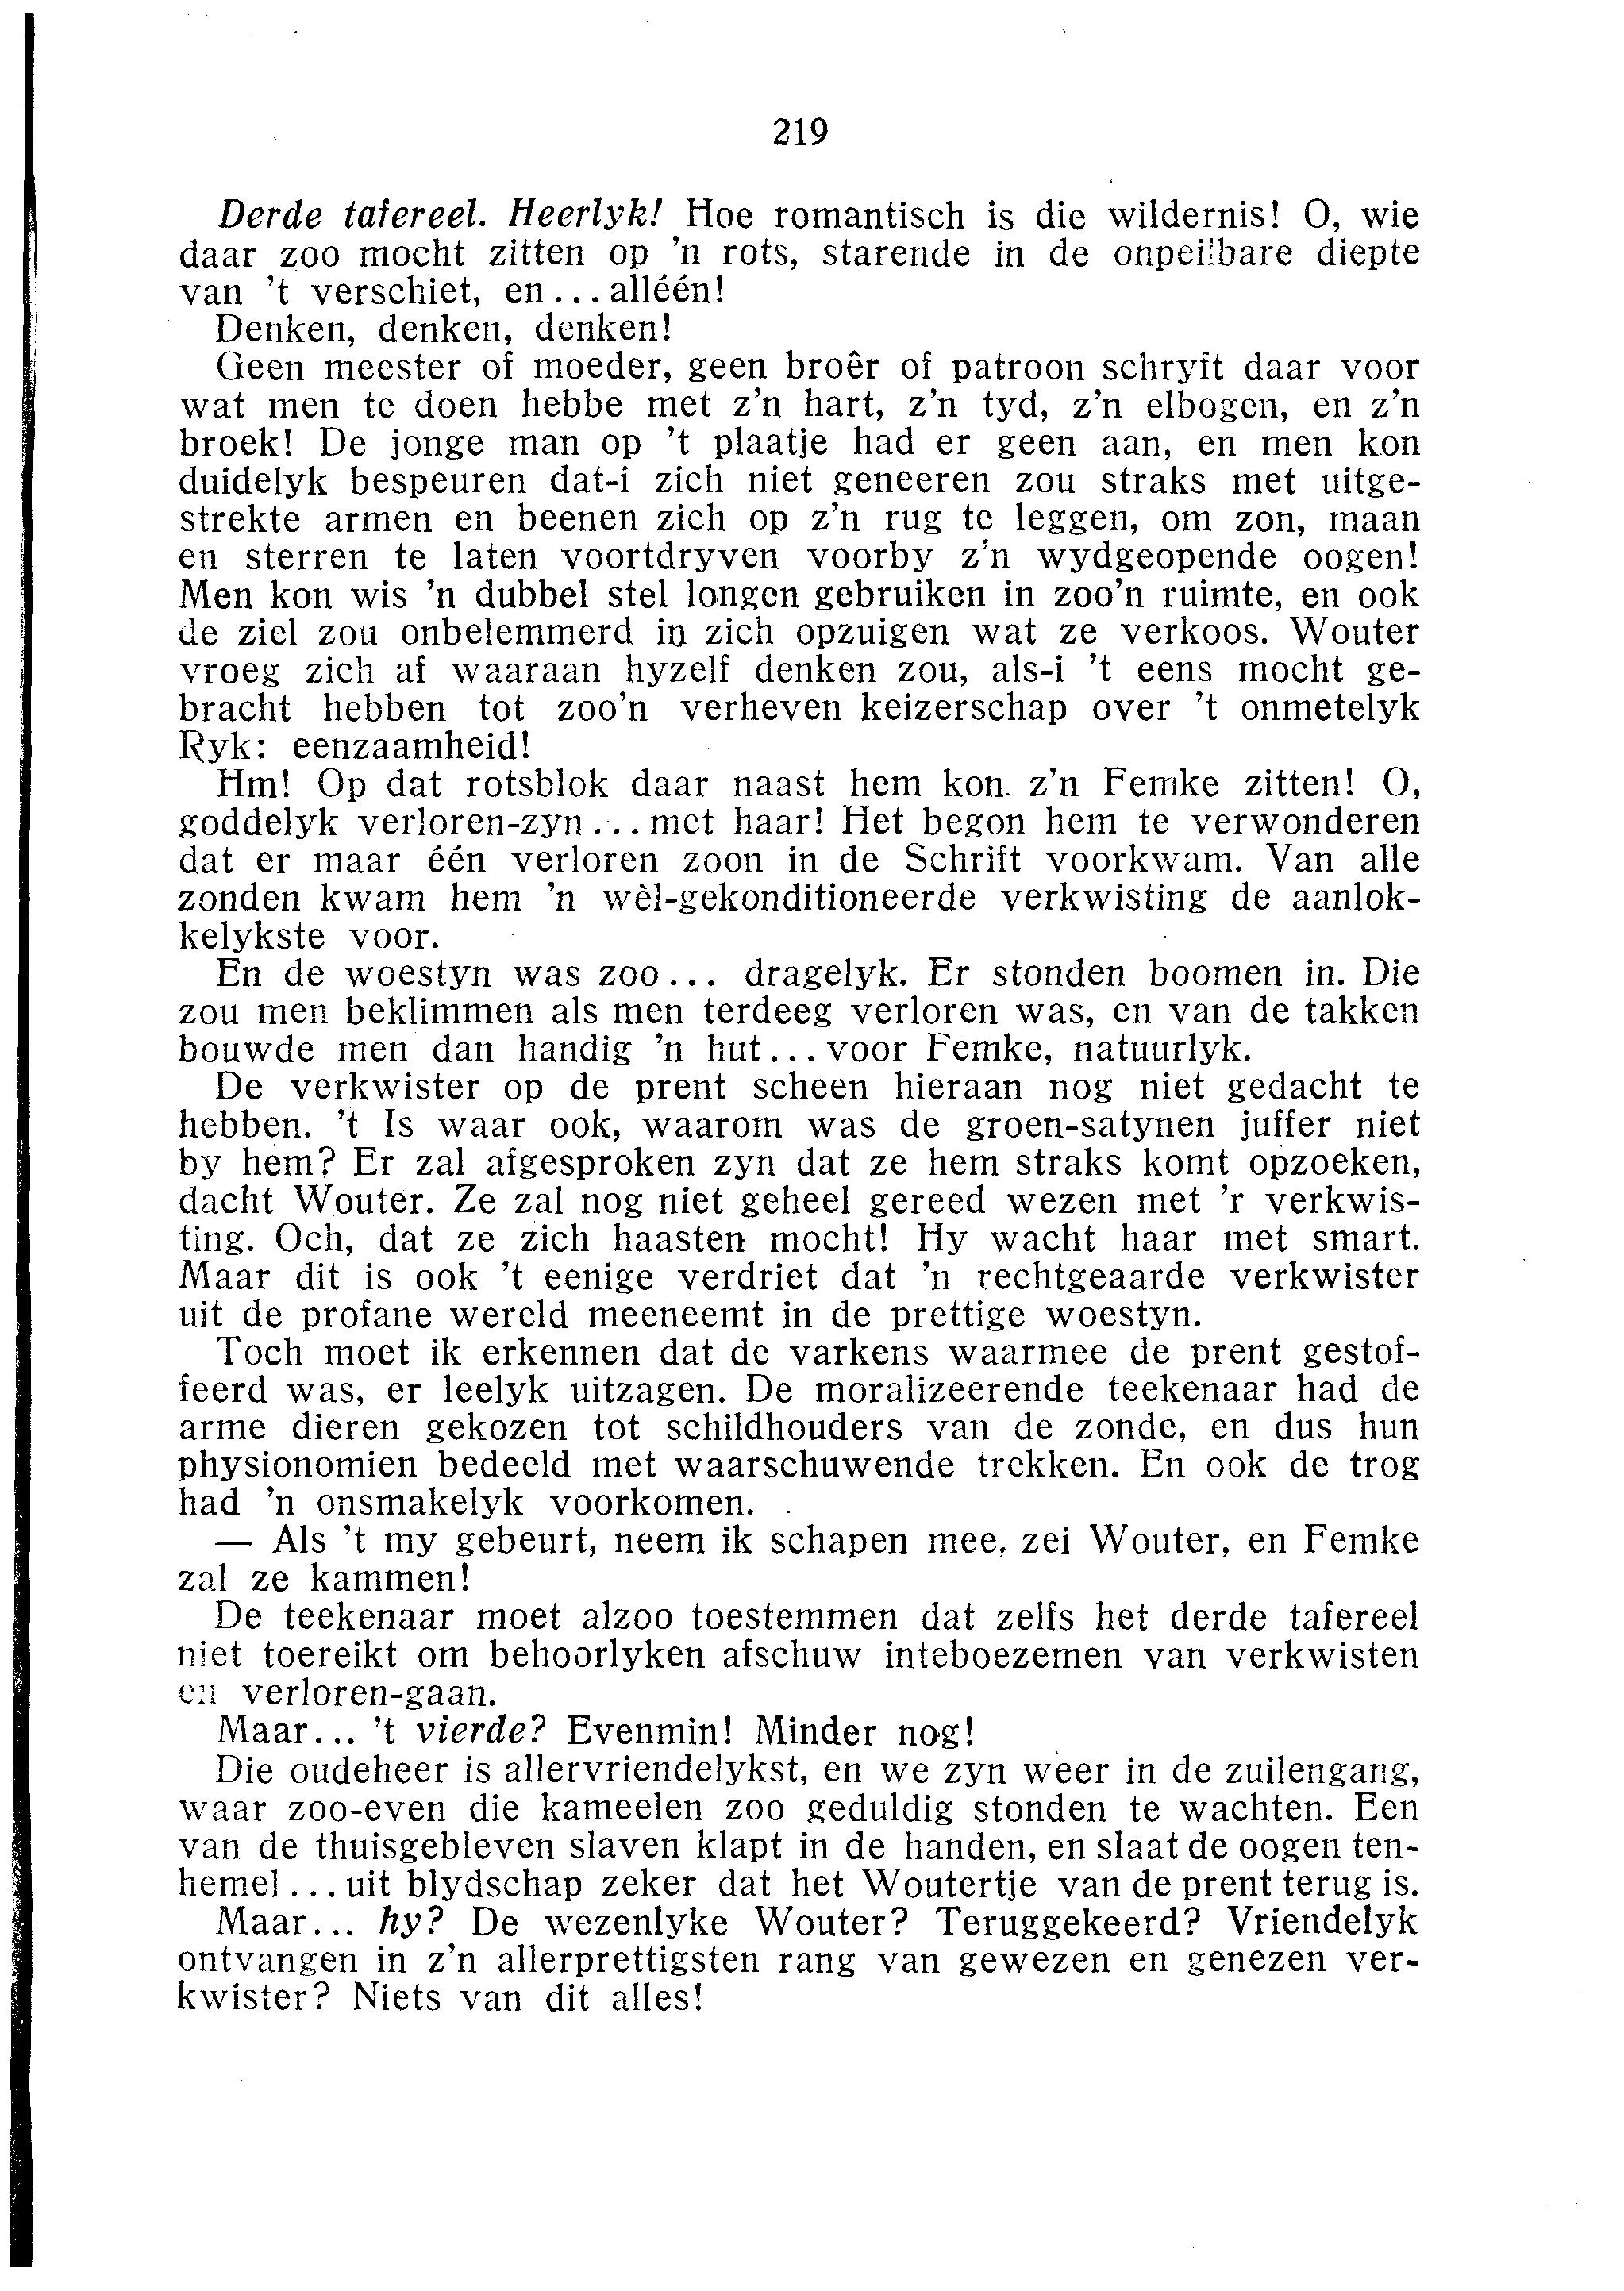 219
Derde tafereel. Heerlyk! Hoe romantisch is die wildernis! O, wie
daar zoo mocht zitten op 'n rots, starende in de onpeilbare diepte
van 't verschiet, en... alléén!
Denken, denken, denken!
Geen meester of moeder, geen broêr of patroon schryft daar voor
wat men te doen hebbe met z'n hart, z'n tyd, z'n elbogen, en z'n
broek! De jonge man op 't plaatje had er geen aan, en men kon
duidelyk bespeuren dat-i zich niet geneeren zou straks met uitge-
strekte armen en beenen zich op z'n rug te leggen, om zon, maan
en sterren te laten voortdryven voorby z'n wydgeopende oogen!
Men kon wis 'n dubbel stel longen gebruiken in zoo'n ruimte, en ook
de ziel zou onbelemmerd in zich opzuigen wat ze verkoos. Wouter
vroeg zich af waaraan hyzelf denken zou, als-i 't eens mocht ge-
bracht hebben tot zoo'n verheven keizerschap over 't onmetelyk
Ryk: eenzaamheid!
Hm! Op dat rotsblok daar naast hem kon z'n Femke zitten! O,
goddelyk verloren-zyn... met haar! Het begon hem te verwonderen
dat er maar één verloren zoon in de Schrift voorkwam. Van alle
zonden kwam hem 'n wèl-gekonditioneerde verkwisting de aanlok-
kelykste voor.
En de woestyn was zoo... dragelyk. Er stonden boomen in. Die
zou men beklimmen als men terdeeg verloren was, en van de takken
bouwde men dan handig 'n hut... voor Femke, natuurlyk.
De verkwister op de prent scheen hieraan nog niet gedacht te
hebben. 't Is waar ook, waarom was de groen-satynen juffer niet
by hem? Er zal afgesproken zyn dat ze hem straks komt opzoeken,
dacht Wouter. Ze zal nog niet geheel gereed wezen met 'r verkwis-
ting. Och, dat ze zich haasten mocht! Hy wacht haar met smart.
Maar dit is ook 't eenige verdriet dat 'n rechtgeaarde verkwister
uit de profane wereld meeneemt in de prettige woestyn.
Toch moet ik erkennen dat de varkens waarmee de prent gestof-
feerd was, er leelyk uitzagen. De moralizeerende teekenaar had de
arme dieren gekozen tot schildhouders van de zonde, en dus hun
physionomien bedeeld met waarschuwende trekken. En ook de trog
had 'n onsmakelyk voorkomen.
— Als 't my gebeurt, neem ik schapen mee, zei Wouter, en Femke
zal ze kammen!
De teekenaar moet alzoo toestemmen dat zelfs het derde tafereel
niet toereikt om behoorlyken afschuw inteboezemen van verkwisten
en verloren-gaan.
Maar... 't vierde? Evenmin! Minder nog!
Die oudeheer is allervriendelykst, en we zyn weer in de zuilengang,
waar zoo-even die kameelen zoo geduldig stonden te wachten. Een
van de thuisgebleven slaven klapt in de handen, en slaat de oogen ten-
hemel... uit blydschap zeker dat het Woutertje van de prent terug is.
Maar... hy? De wezenlyke Wouter? Teruggekeerd? Vriendelyk
ontvangen in z'n allerprettigsten rang van gewezen en genezen ver-
kwister? Niets van dit alles!